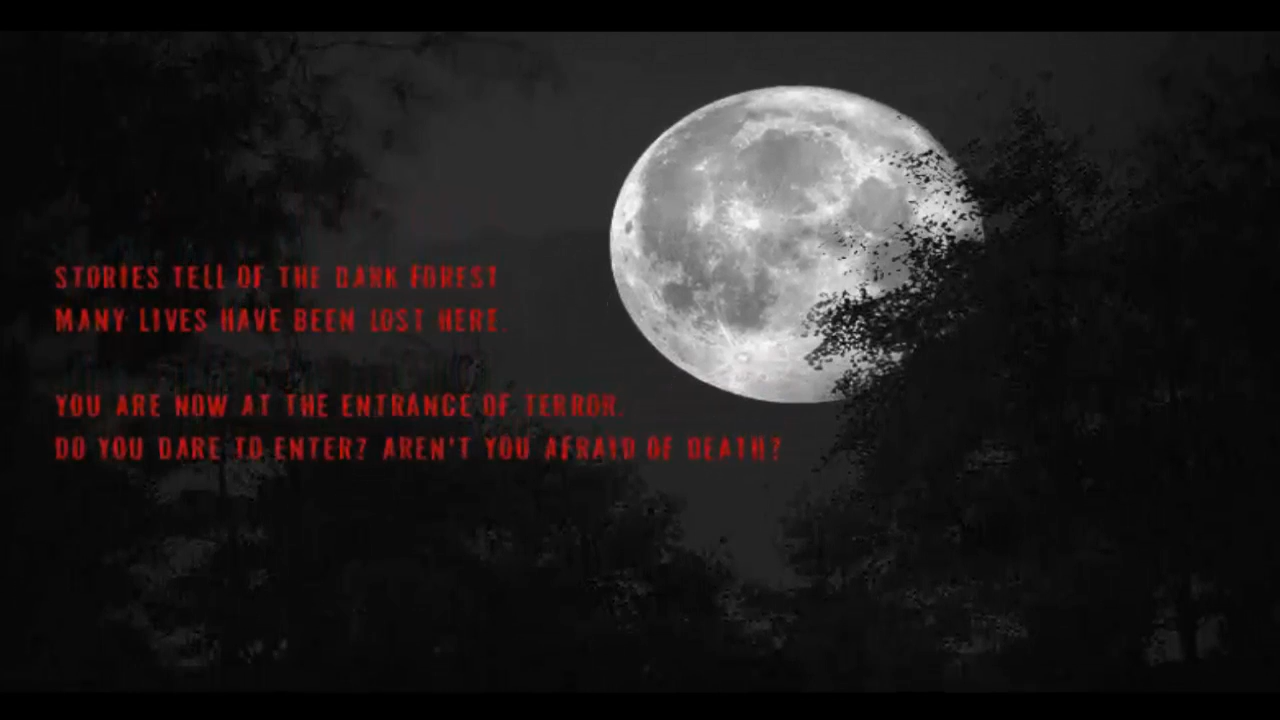 STORIES TELL OF THE DARK FOREST
MANY LIVES HAVE BEEN LOST HERE.
YOU ARE NOW AT THE ENTRANCE OF TERROR.
DO YOU DARE TO ENTER? AREN'T YOU AFRAID OF DEATH?